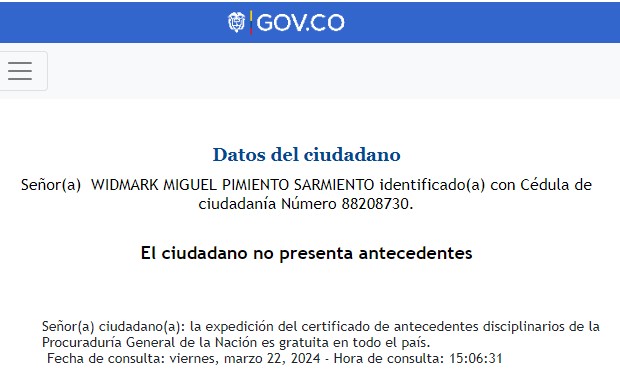 GOV.CO
Datos del ciudadano
Señor(a) WIDMARK MIGUEL PIMIENTO SARMIENTO identificado(a) con Cédula de
ciudadanía Número 88208730.
El ciudadano no presenta antecedentes
Señor(a) ciudadano(a): la expedición del certificado de antecedentes disciplinarios de la
Procuraduría General de la Nación es gratuita en todo el país.
Fecha de consulta: viernes, marzo 22, 2024 - Hora de consulta: 15:06:31